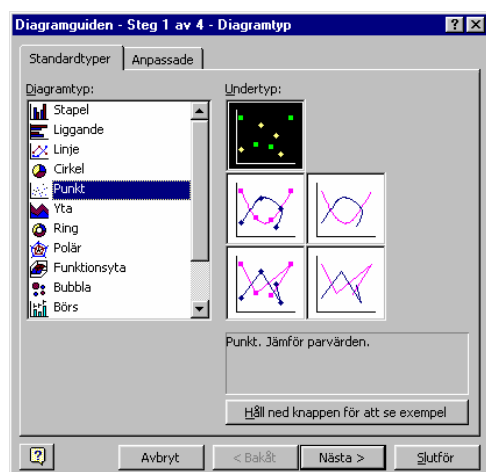 Diagramguiden - Steg 1 av 4 - Diagramtyp
Standardtyper
Anpassade
Diagramtyp:
Stapel
Liggande
Linje
Cirkel
Punkt
Yta
Ring
Polär
Funktionsyta
Bubbla
Börs
Undertyp:
Punkt. Jämför parvärden.
Håll ned knappen för att se exempel
Avbryt
< Bakåt
Nästa >
Slutför